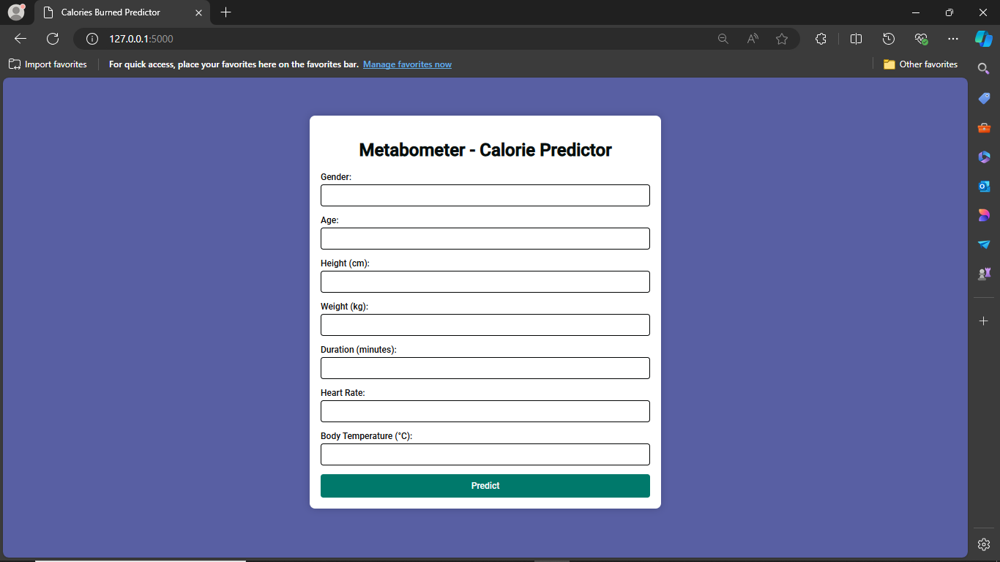 Calories Burned Predictor
127.0.0.1:5000
Import favorites
For quick access, place your favorites here on the favorites bar. Manage favorites now
Other favorites
Metabometer - Calorie Predictor
Gender:
Age:
Height (cm):
Weight (kg):
Duration (minutes):
Heart Rate:
Body Temperature (°C):
Predict